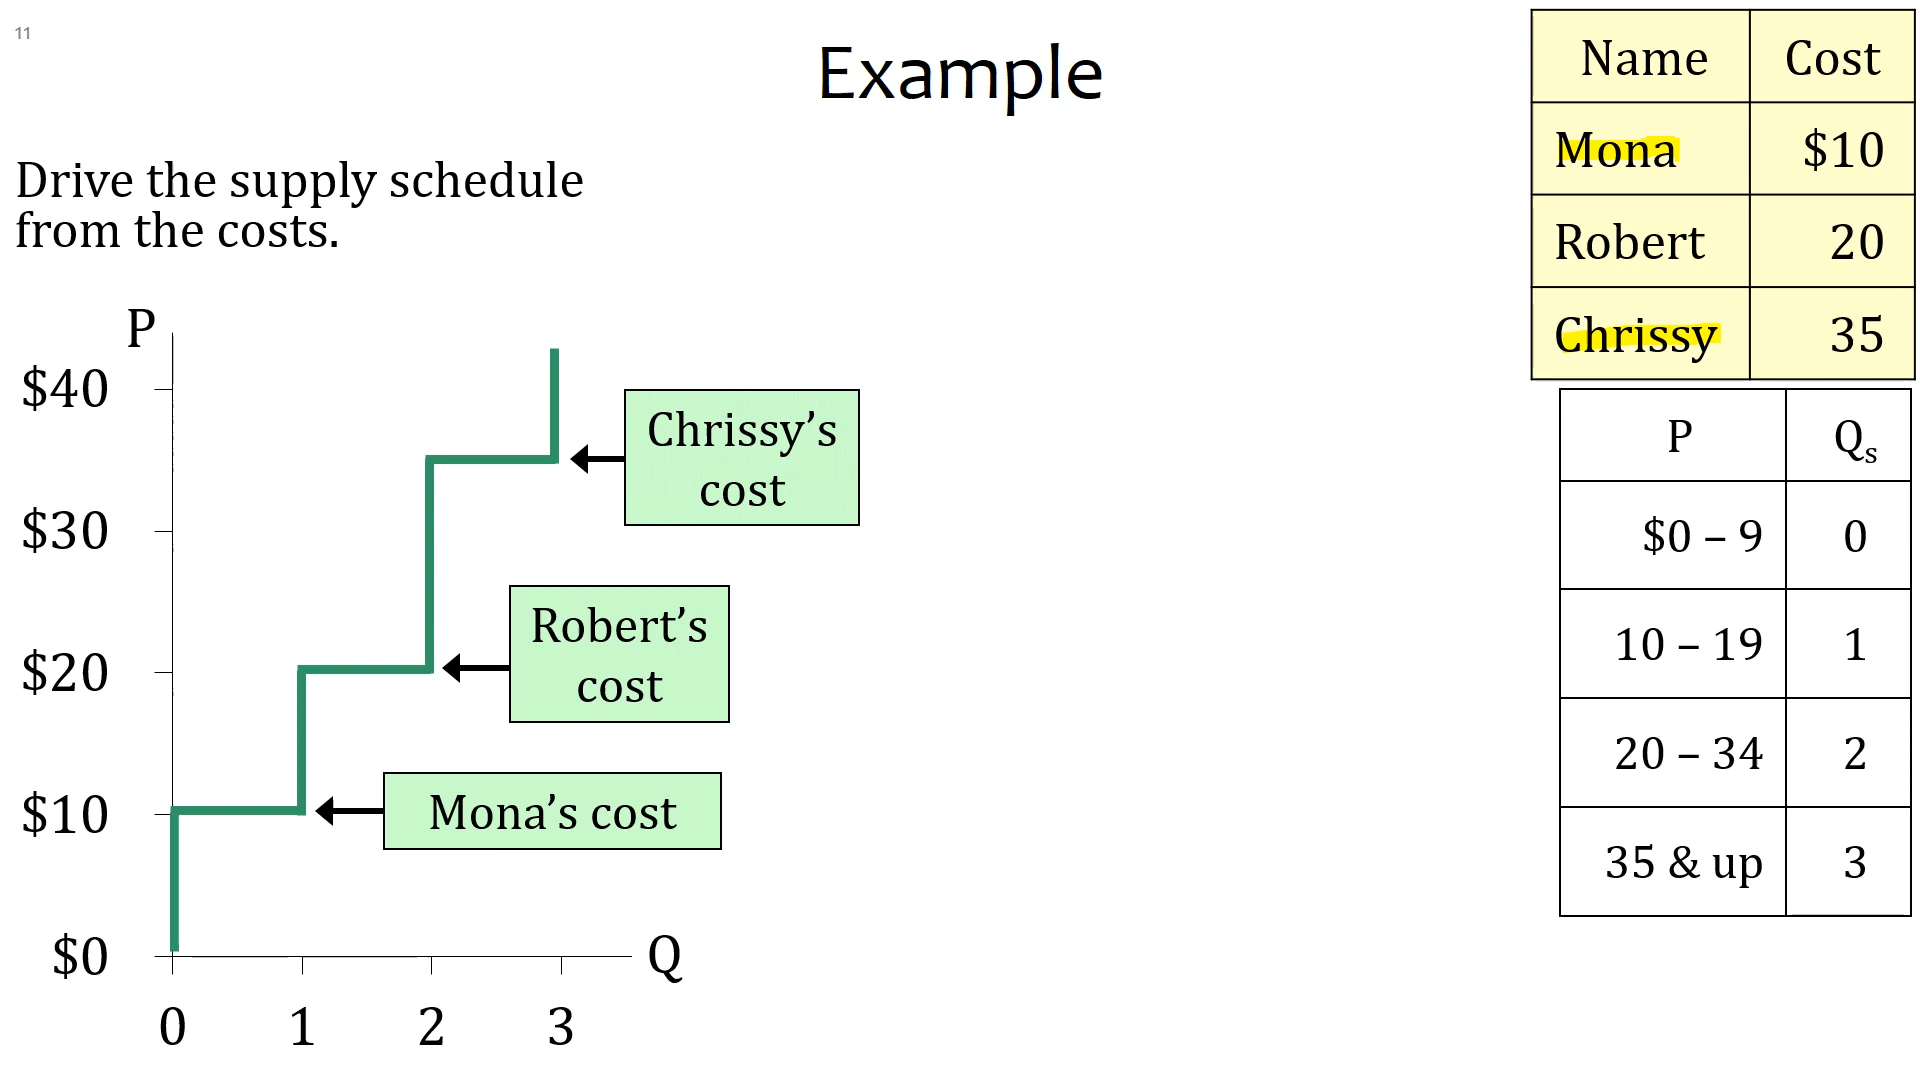 11
Example
Drive the supply schedule
from the costs.
Name Cost
Mona $10
Robert 20
Chrissy 35
P Qs
$0 – 9 0
10 – 19 1
20 – 34 2
35 & up 3
P
$40
$30
$20
$10
$0
Chrissy’s
cost
Robert’s
cost
Mona’s cost
Q
0 1 2 3